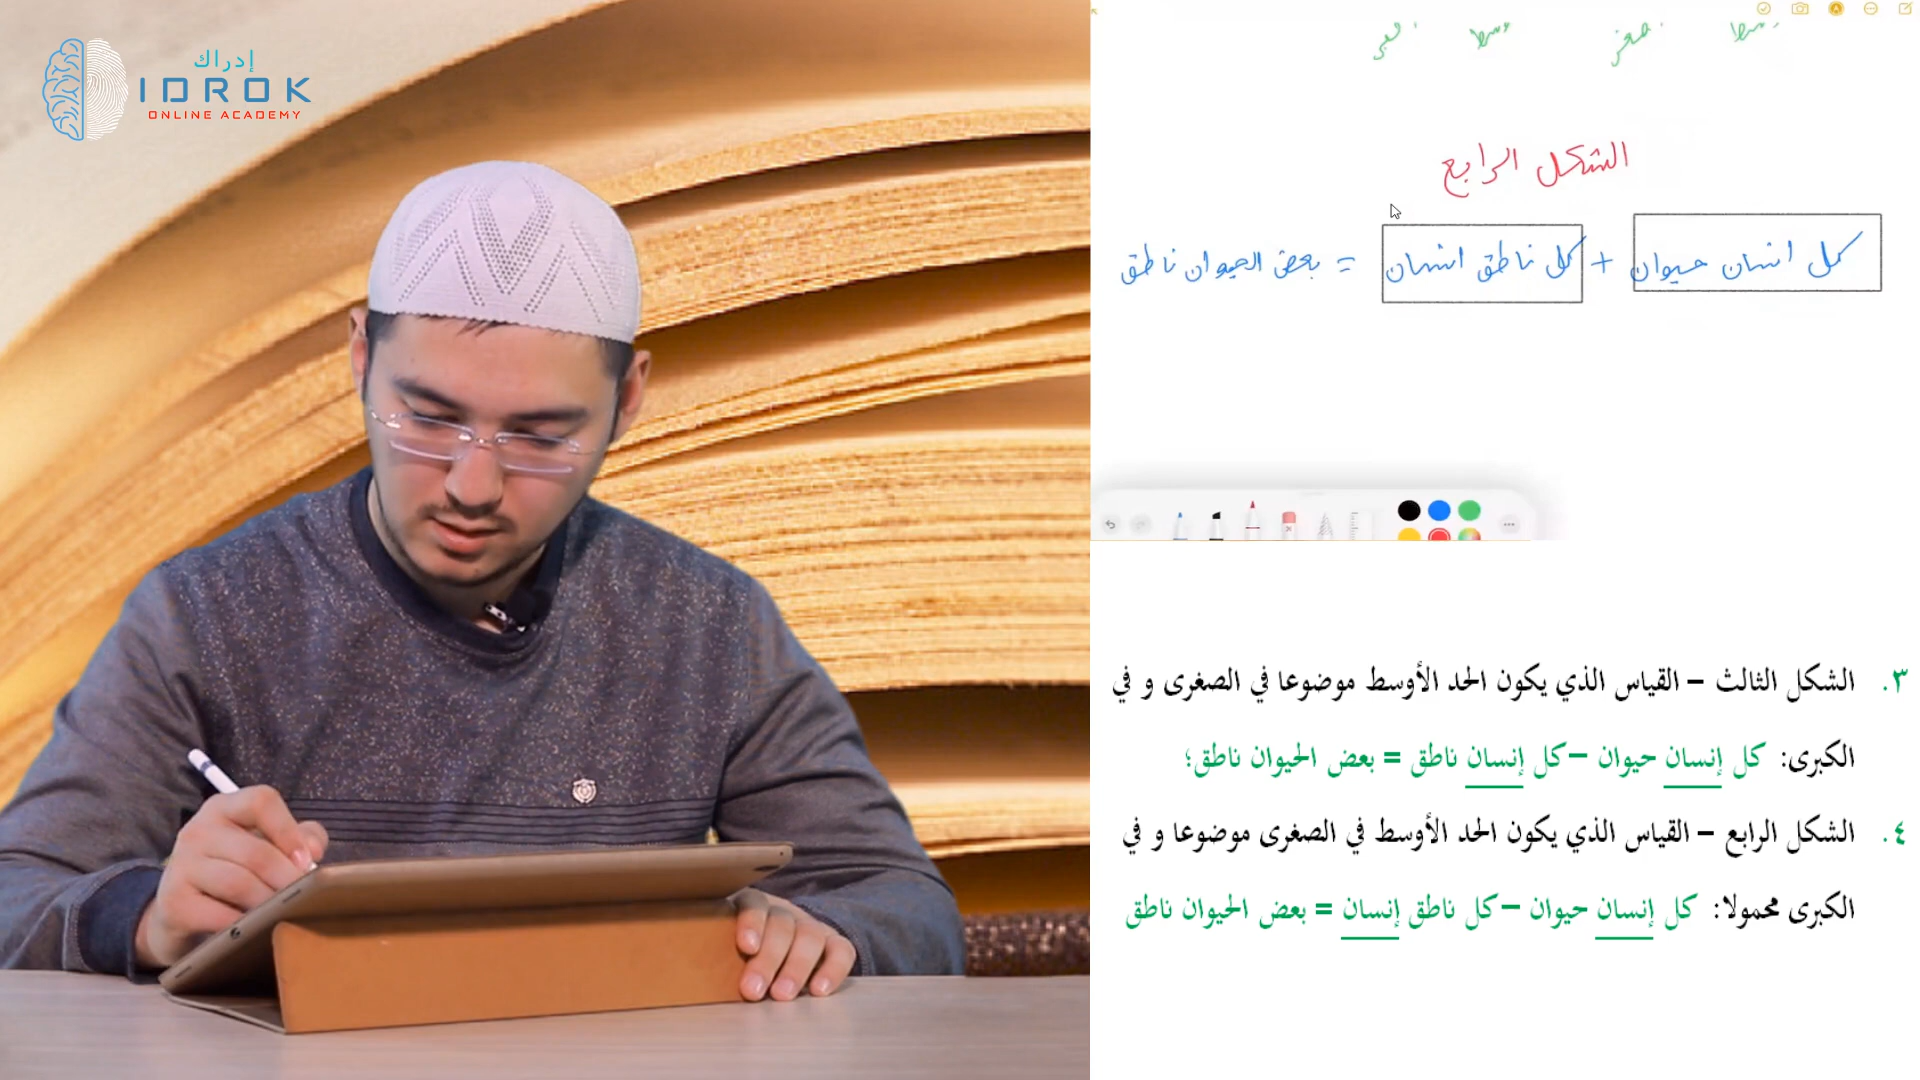 إدراك
IDROK
ONLINE ACADEMY
الشكل الرابع
كل انسان حيوان + كل ناطق انسان = بعض الحيوان ناطق
٣. الشكل الثالث – القياس الذي يكون الحد الأوسط موضوعا في الصغرى و في
الكبرى: كل إنسان حيوان – كل إنسان ناطق = بعض الحيوان ناطق؛
٤. الشكل الرابع – القياس الذي يكون الحد الأوسط في الصغرى موضوعا و في
الكبرى محمولا: كل إنسان حيوان – كل ناطق إنسان = بعض الحيوان ناطق